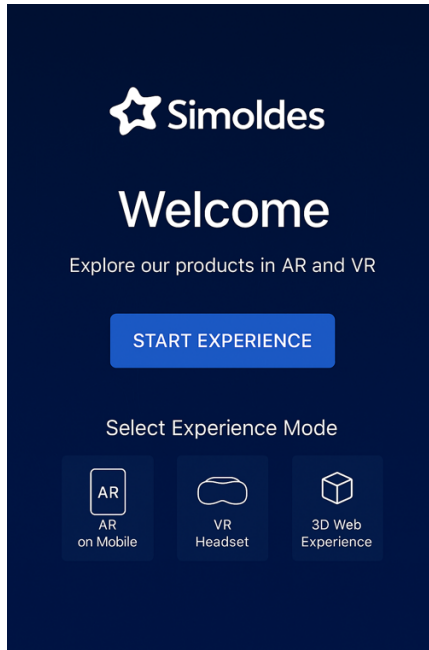 Simoldes
Welcome
Explore our products in AR and VR
START EXPERIENCE
Select Experience Mode
AR
AR
on Mobile
VR
Headset
3D Web
Experience